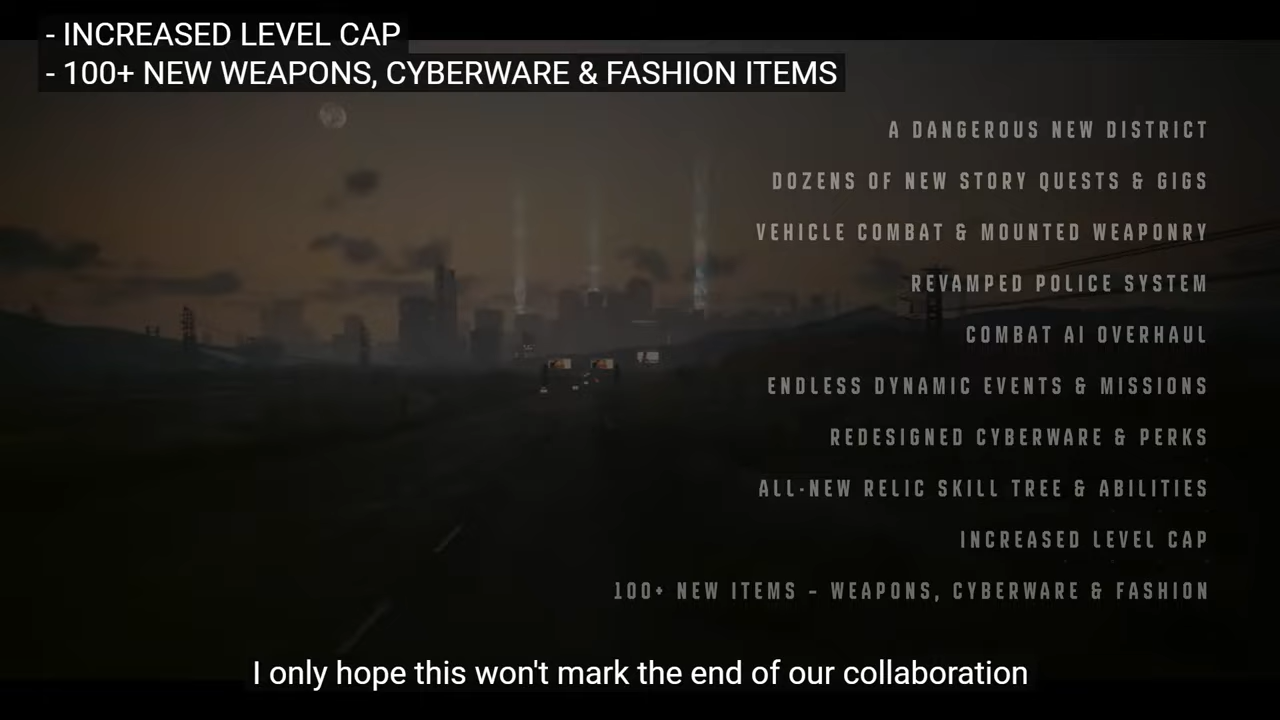 - INCREASED LEVEL CAP
- 100+ NEW WEAPONS, CYBERWARE & FASHION ITEMS
A DANGEROUS NEW DISTRICT
DOZENS OF NEW STORY QUESTS & GIGS
VEHICLE COMBAT & MOUNTED WEAPONRY
REVAMPED POLICE SYSTEM
COMBAT AI OVERHAUL
ENDLESS DYNAMIC EVENTS & MISSIONS
REDESIGNED CYBERWARE & PERKS
ALL-NEW RELIC SKILL TREE & ABILITIES
INCREASED LEVEL CAP
100+ NEW ITEMS - WEAPONS, CYBERWARE & FASHION
I only hope this won't mark the end of our collaboration